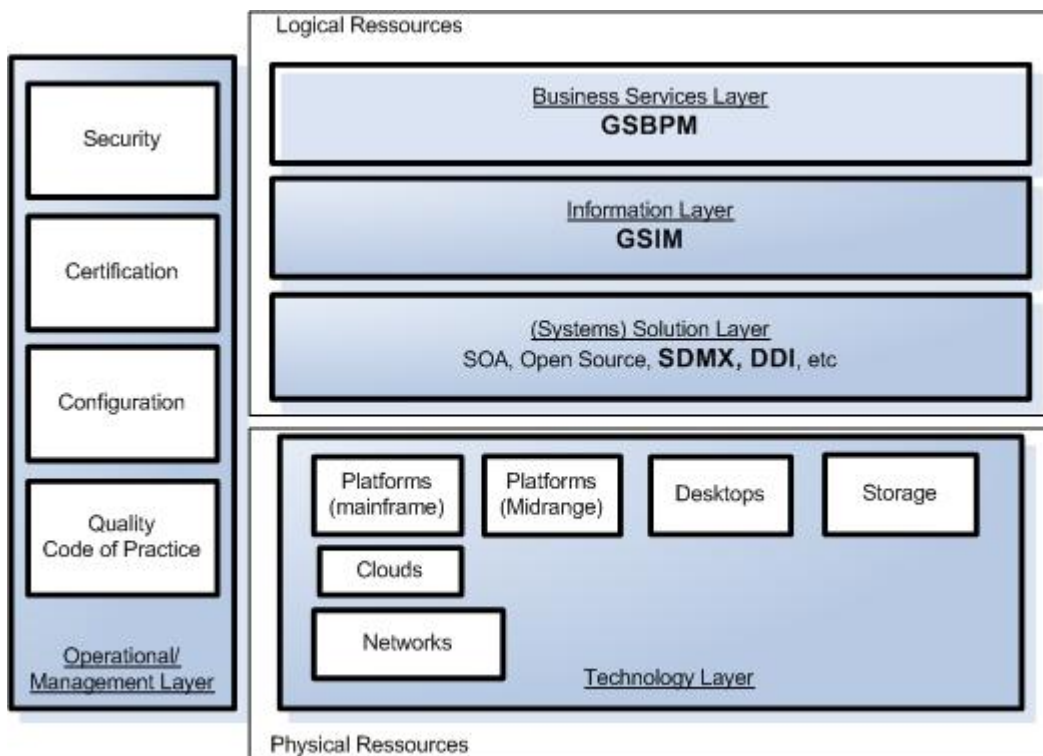 Logical Ressources
Security
Certification
Configuration
Quality
Code of Practice
Operational/
Management Layer
Business Services Layer
GSBPM
Information Layer
GSIM
(Systems) Solution Layer
SOA, Open Source, SDMX, DDI, etc
Platforms
(mainframe)
Platforms
(Midrange)
Desktops
Storage
Clouds
Networks
Technology Layer
Physical Ressources